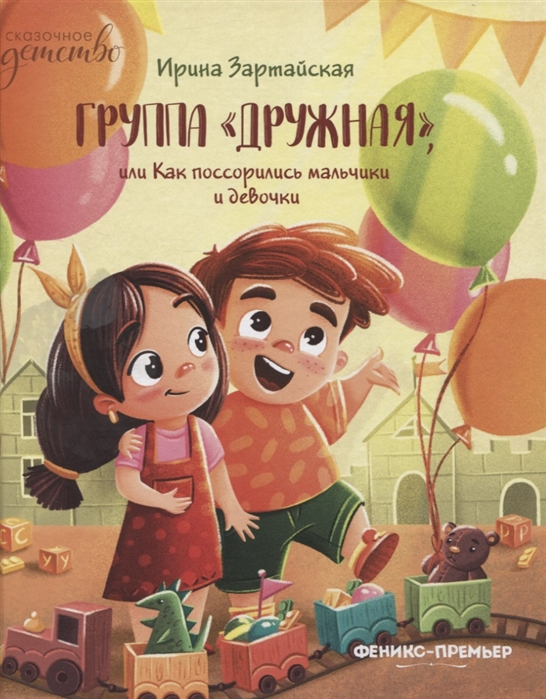 сказочное
детство
Ирина Зартайская
ГРУППА «ДРУЖНАЯ»,
или Как поссорились мальчики
и девочки
С
У У
Р Р
ФЕНИКС-ПРЕМЬЕР